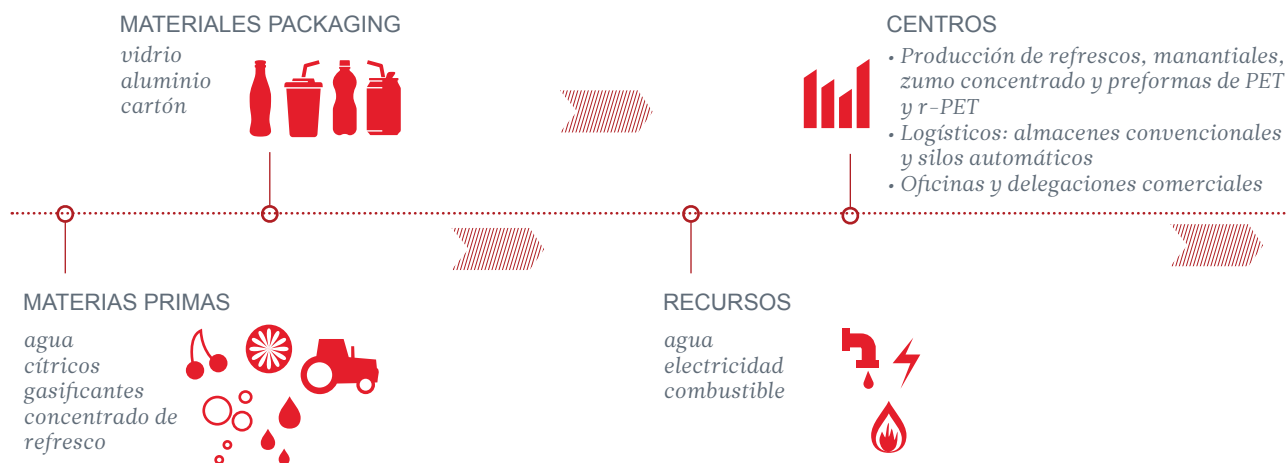 MATERIALES PACKAGING
vidrio
aluminio
cartón
CENTROS
• Producción de refrescos, manantiales,
zumo concentrado y preformas de PET
y r-PET
• Logísticos: almacenes convencionales
y silos automáticos
• Oficinas y delegaciones comerciales
MATERIAS PRIMAS
agua
cítricos
gasificantes
concentrado de
refresco
RECURSOS
agua
electricidad
combustible